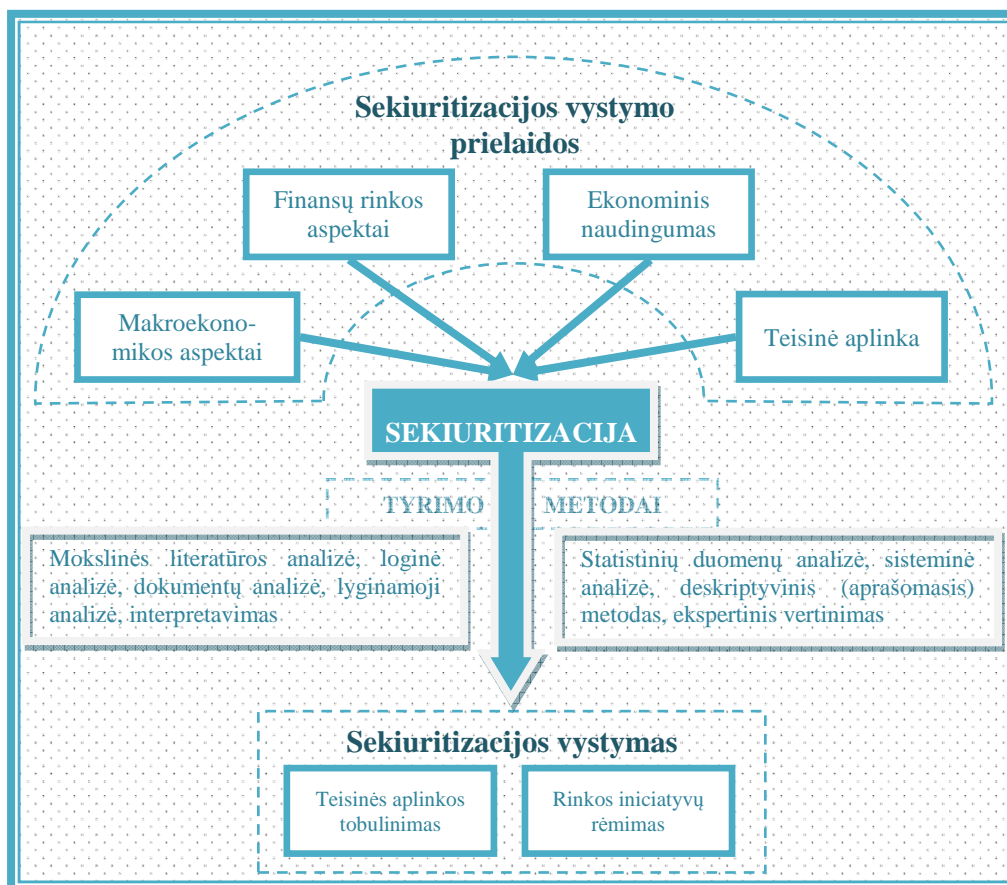 Sekiuritizacijos vystymo
prielaidos
Finansų rinkos
aspektai
Ekonominis
naudingumas
Makroekono-
mikos aspektai
Teisinė aplinka
SEKIURITIZACIJA
TYRIMO METODAI
Mokslinės literatūros analizė, loginė
analizė, dokumentų analizė, lyginamoji
analizė, interpretavimas
Statistinių duomenų analizė, sisteminė
analizė, deskriptyvinis (aprašomasis)
metodas, ekspertinis vertinimas
Sekiuritizacijos vystymas
Teisinės aplinkos
tobulinimas
Rinkos iniciatyvų
rėmimas